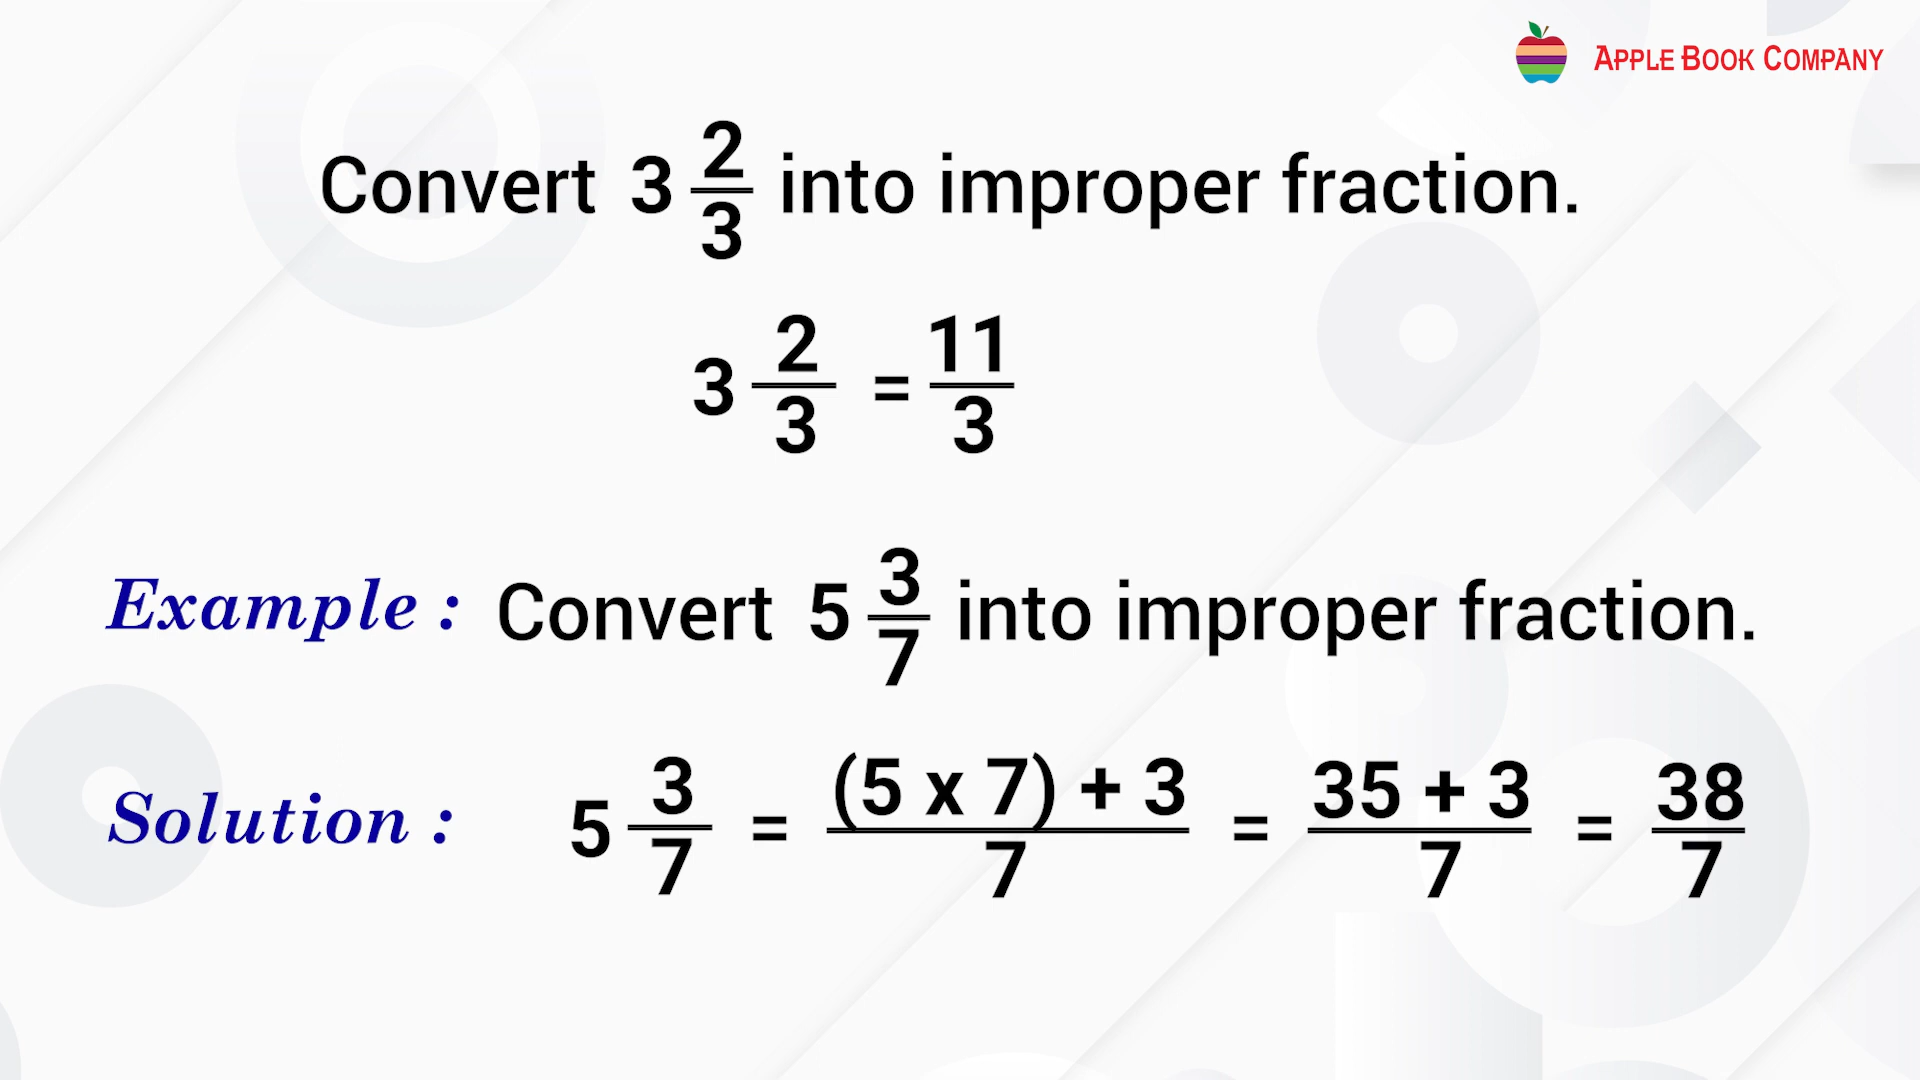 APPLE BOOK COMPANY
Convert 3 2/3 into improper fraction.
3 2/3 = 11/3
Example : Convert 5 3/7 into improper fraction.
Solution : 5 3/7 = (5 x 7) + 3/7 = 35 + 3/7 = 38/7